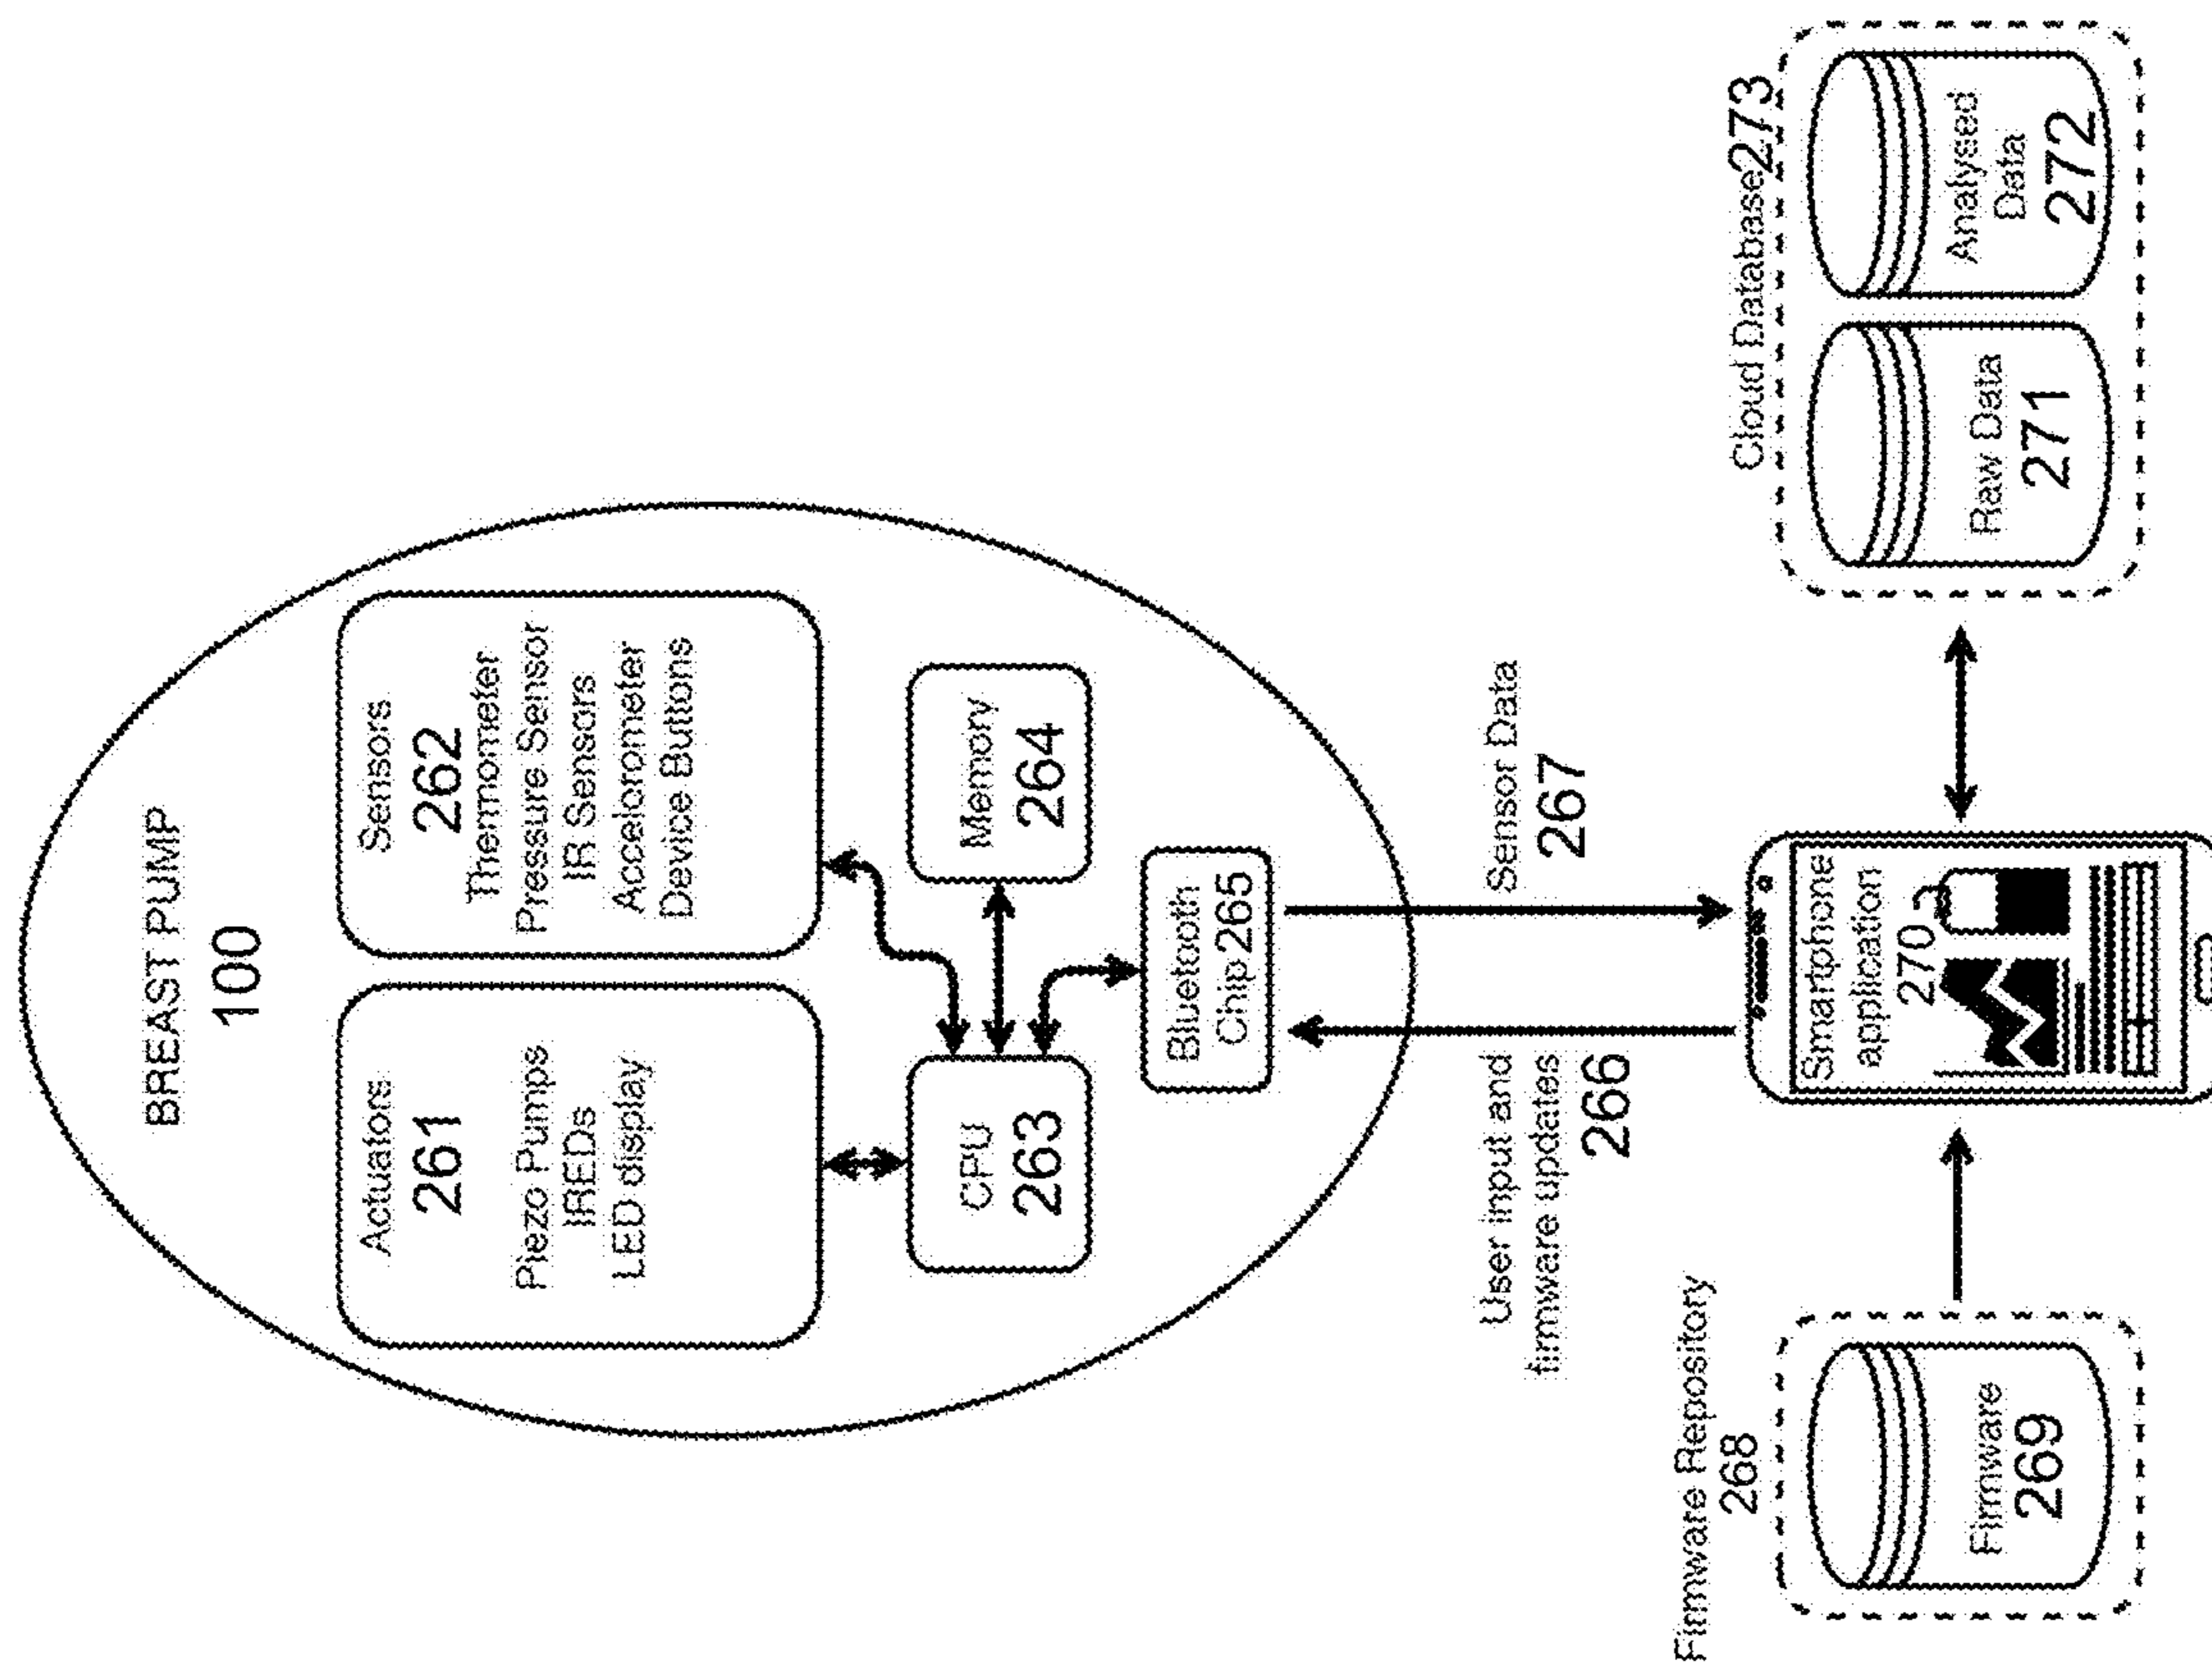 BREAST PUMP
100
Actuators
261
Piezo Pumps
IREDs
LED display
Sensors
262
Thermometer
Pressure Sensor
IR Sensors
Accelerometer
Device Buttons
CPU
263
Memory
264
Bluetooth
Chip 265
User input and
firmware updates
266
Sensor Data
267
Firmware Repository
268
Firmware
269
Smartphone
application
270
Cloud Database 273
Raw Data
271
Analysed
Data
272